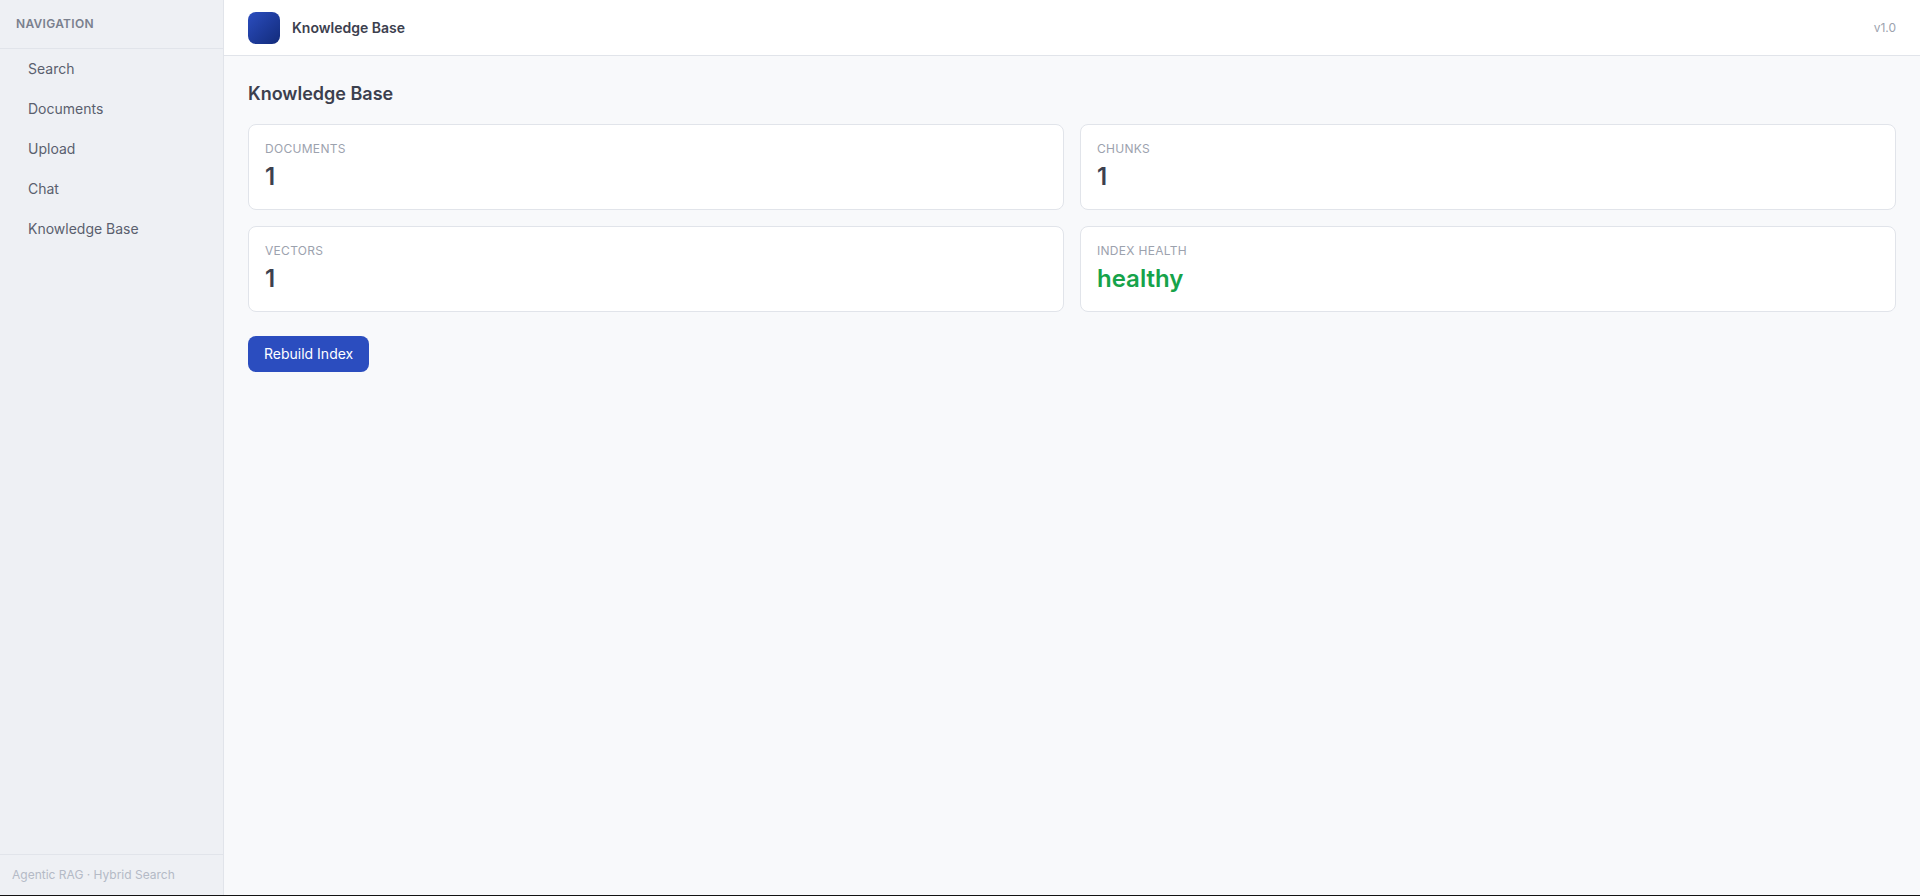 NAVIGATION
Search
Documents
Upload
Chat
Knowledge Base
Agentic RAG · Hybrid Search
Knowledge Base
v1.0
Knowledge Base
DOCUMENTS
1
CHUNKS
1
VECTORS
1
INDEX HEALTH
healthy
Rebuild Index